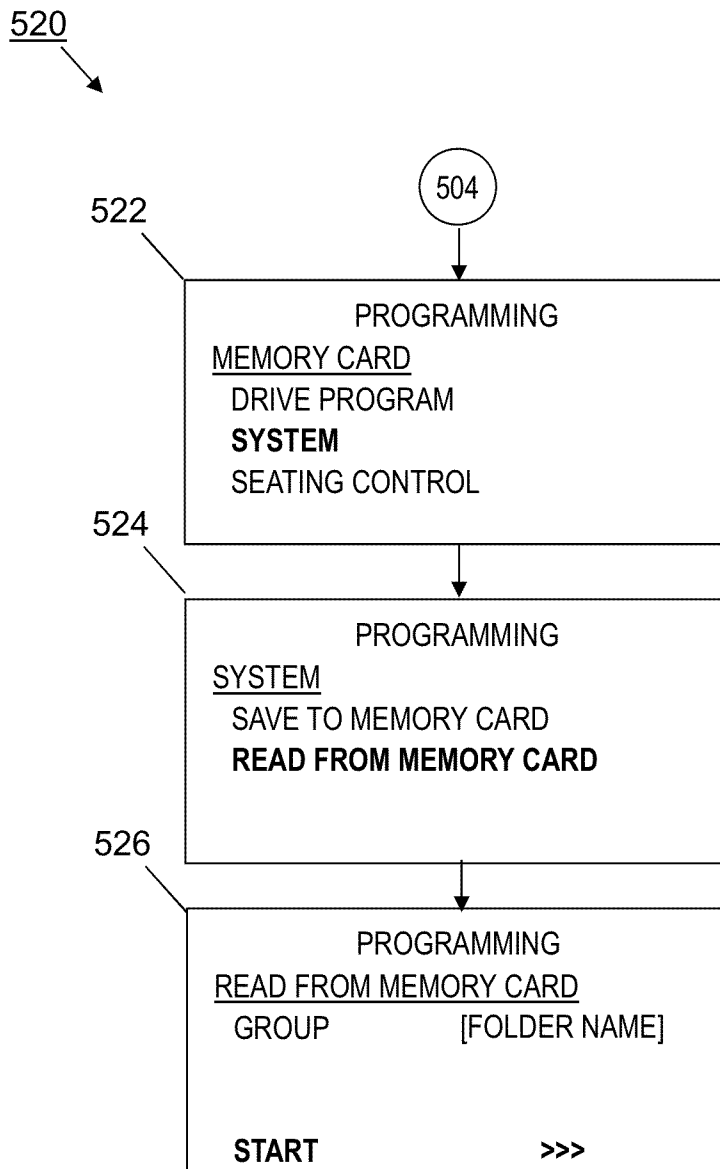 520
504
522
PROGRAMMING
MEMORY CARD
DRIVE PROGRAM
SYSTEM
SEATING CONTROL
524
PROGRAMMING
SYSTEM
SAVE TO MEMORY CARD
READ FROM MEMORY CARD
526
PROGRAMMING
READ FROM MEMORY CARD
GROUP [FOLDER NAME]
START >>>